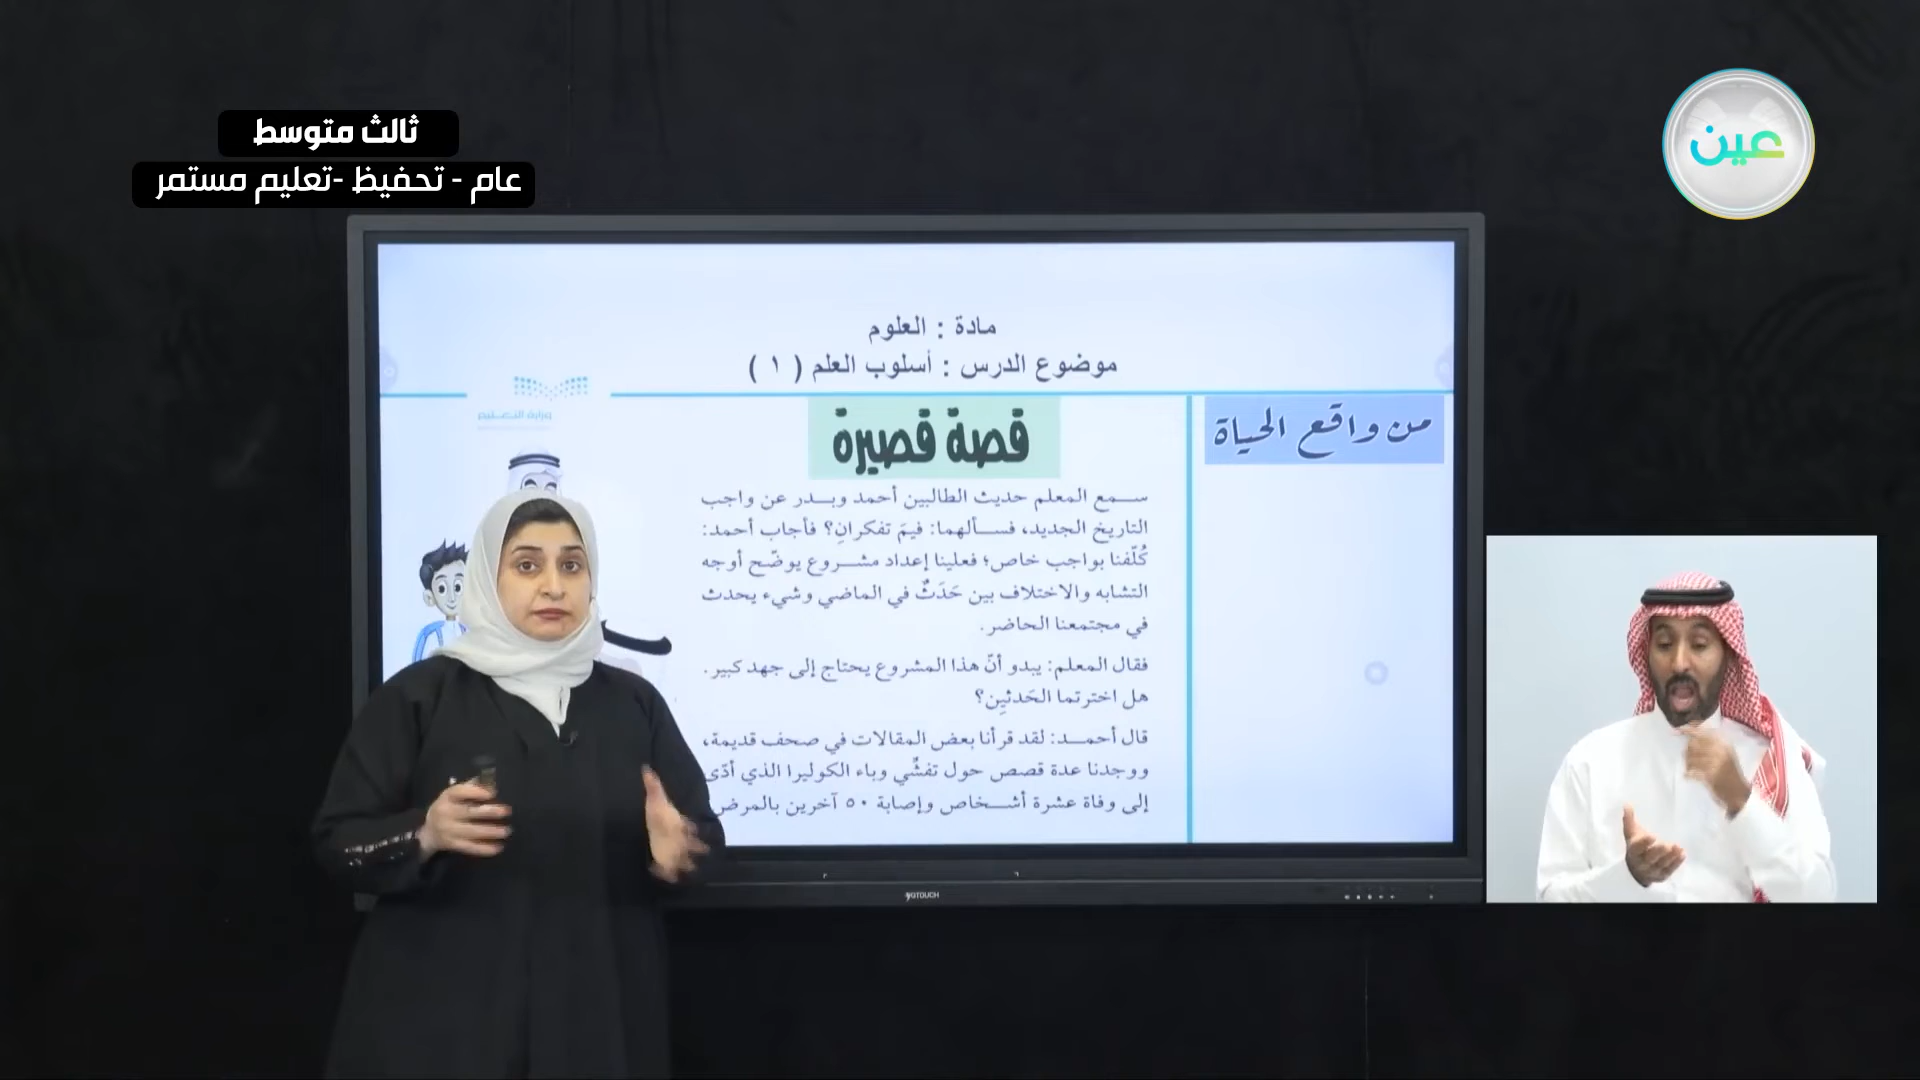 ثالث متوسط
عام - تحفيظ -تعليم مستمر
عين
مادة : العلوم
موضوع الدرس : أسلوب العلم ( ١ )
وزارة التعليم
من واقع الحياة
قصة قصيرة
سمع المعلم حديث الطالبين أحمد وبدر عن واجب
التاريخ الجديد، فسألهما: فيمَ تفكرانِ؟ فأجاب أحمد:
كُلّفنا بواجب خاص؛ فعلينا إعداد مشروع يوضّح أوجه
التشابه والاختلاف بين حَدَثٌ في الماضي وشيء يحدث
في مجتمعنا الحاضر.
فقال المعلم: يبدو أنّ هذا المشروع يحتاج إلى جهد كبير.
هل اخترتما الحَدثينِ؟
قال أحمد: لقد قرأنا بعض المقالات في صحف قديمة،
ووجدنا عدة قصص حول تفشّي وباء الكوليرا الذي أدّى
إلى وفاة عشرة أشخاص وإصابة ٥٠ آخرين بالمرض
IQTOUCH